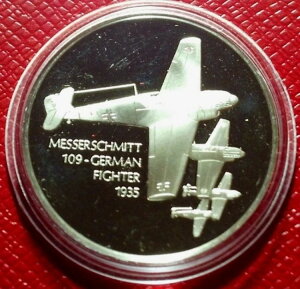 MESSERSCHMITT
109-GERMAN
FIGHTER
1935